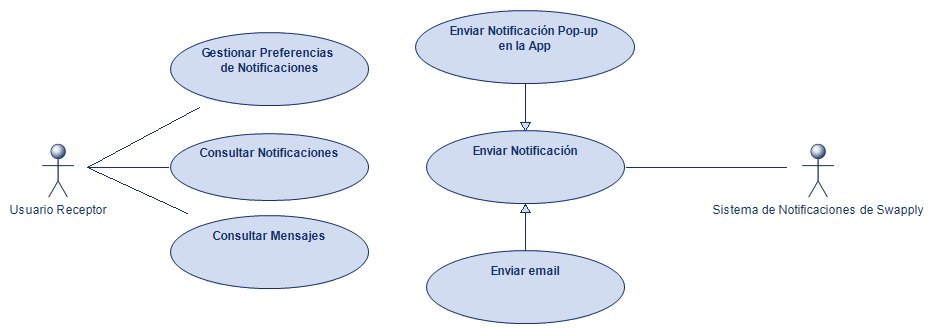 Gestionar Preferencias
de Notificaciones
Enviar Notificación Pop-up
en la App
Consultar Notificaciones
Enviar Notificación
Usuario Receptor
Sistema de Notificaciones de Swapply
Consultar Mensajes
Enviar email